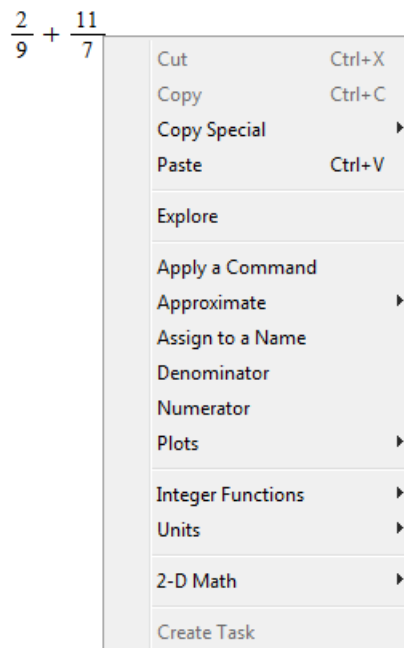 2/9 + 11/7
Cut Ctrl+X
Copy Ctrl+C
Copy Special
Paste Ctrl+V
Explore
Apply a Command
Approximate
Assign to a Name
Denominator
Numerator
Plots
Integer Functions
Units
2-D Math
Create Task